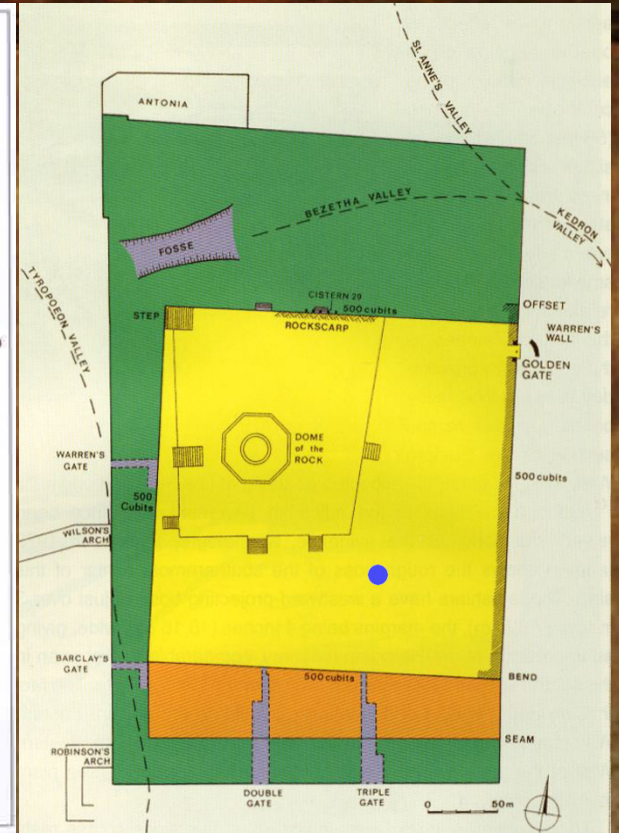 ANTONIA
ST. ANNE'S VALLEY
BEZETHA VALLEY
KEDRON
VALLEY
FOSSE
TYROPOEON VALLEY
CISTERN 29
500 cubits
STEP
ROCKSCARP
OFFSET
WARREN'S
WALL
GOLDEN
GATE
DOME
of the
ROCK
WARREN'S
GATE
500
Cubits
500 cubits
WILSON'S
ARCH
BARCLAY'S
GATE
500 cubits
BEND
SEAM
ROBINSON'S
ARCH
DOUBLE
GATE
TRIPLE
GATE
0
50m